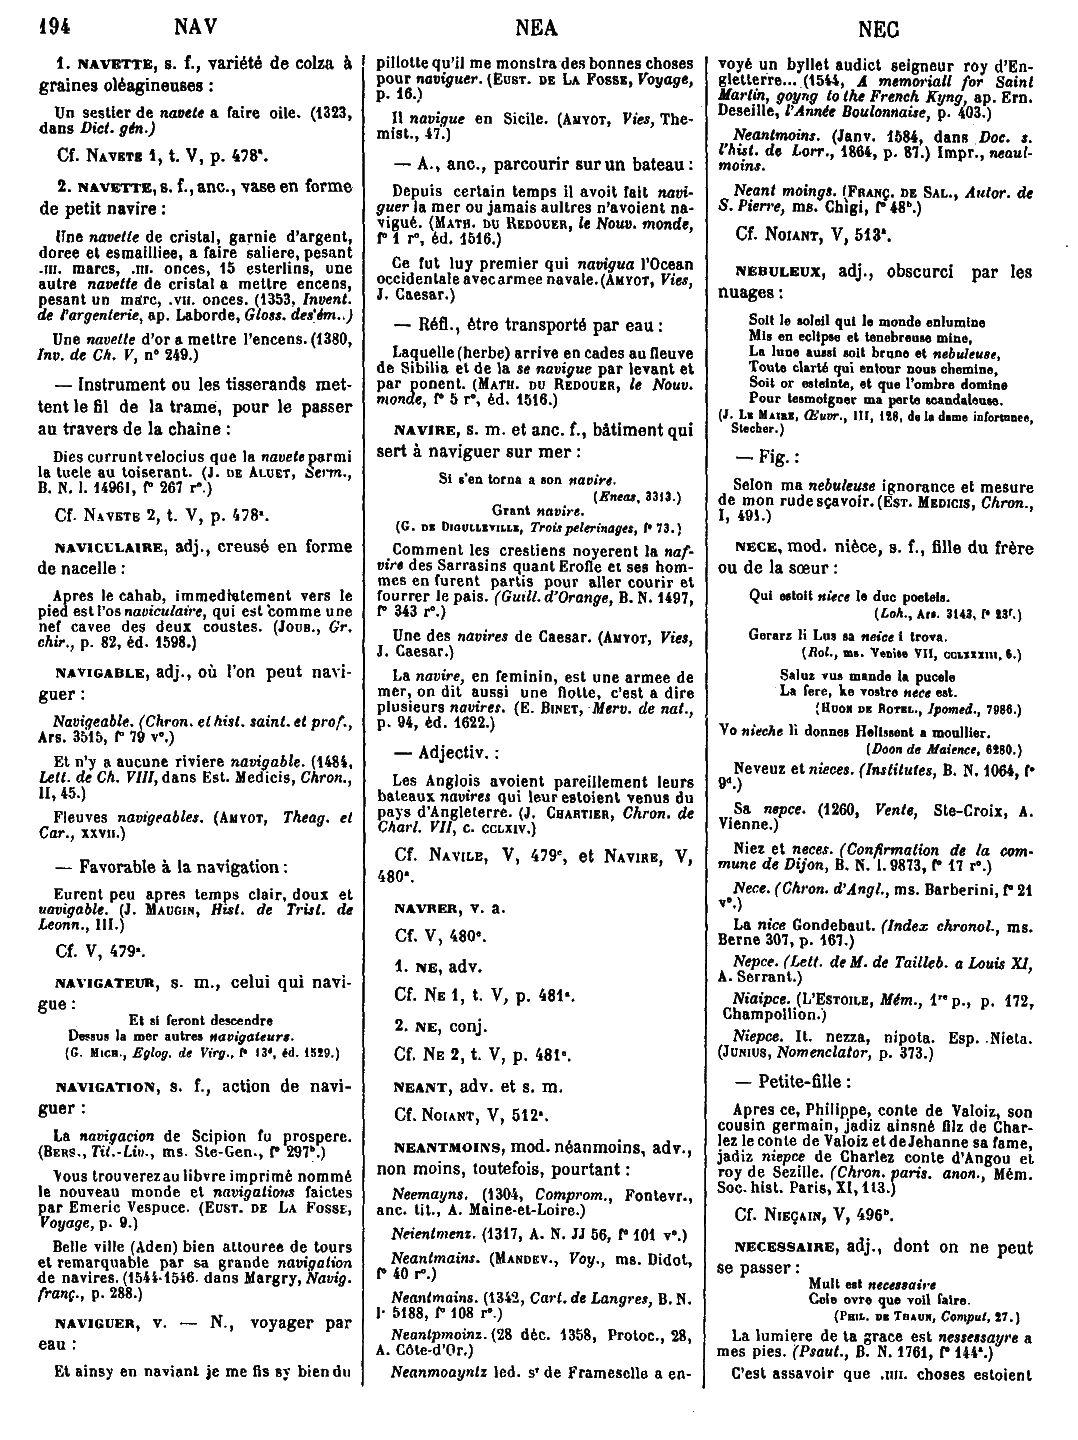 194 NAV NEA NEC
1. NAVETTE, s. f., variété de colza à
graines oléagineuses :
Un sestier de navete a faire oile. (1323,
dans Dict. gén.)
Cf. NAVETE 1, t. V, p. 478ª.
2. NAVETTE, s. f., anc., vase en forme
de petit navire :
Une navette de cristal, garnie d'argent,
doree et esmailliee, a faire saliere, pesant
.III. marcs, .III. onces, 15 esterlins, une
autre navette de cristal a mettre encens,
pesant un marc, .VII. onces. (1353, Invent.
de l'argenterie, ap. Laborde, Gloss. des ém..)
Une navette d'or a mettre l'encens. (1380,
Inv. de Ch. V, n° 249.)
— Instrument ou les tisserands met-
tent le fil de la trame, pour le passer
au travers de la chaîne :
Dies currunt velocius que la navete parmi
la tuele au toiserant. (J. DE ALUET, Serm.,
B. N. l. 14961, f° 267 r°.)
Cf. NAVETE 2, t. V, p. 478ª.
NAVICULAIRE, adj., creusé en forme
de nacelle :
Apres le cahab, immediatement vers le
pied est l'os naviculaire, qui est comme une
nef cavee des deux coustes. (JOUB., Gr.
chir., p. 82, éd. 1598.)
NAVIGABLE, adj., où l'on peut navi-
guer :
Navigeable. (Chron. et hist. saint. et prof.,
Ars. 3515, f° 79 v°.)
Et n'y a aucune riviere navigable. (1484,
Lett. de Ch. VIII, dans Est. Medicis, Chron.,
II, 45.)
Fleuves navigeables. (AMYOT, Theag. et
Car., XXVII.)
— Favorable à la navigation :
Eurent peu apres temps clair, doux et
uavigable. (J. MAUGIN, Hist. de Trist. de
Leonn., III.)
Cf. V, 479ª.
NAVIGATEUR, s. m., celui qui navi-
gue :
Et si feront descendre
Dessus la mer autres navigateurs.
(G. MICH., Eglog. de Virg., f° 13ᵈ, éd. 1529.)
NAVIGATION, s. f., action de navi-
guer :
La navigacion de Scipion fu prospere.
(BERS., Tit.-Liv., ms. Ste-Gen., f° 297ᵇ.)
Vous trouverez au libvre imprimé nommé
le nouveau monde et navigations faictes
par Emeric Vespuce. (EUST. DE LA FOSSE,
Voyage, p. 9.)
Belle ville (Aden) bien attouree de tours
et remarquable par sa grande navigation
de navires. (1544-1546. dans Margry, Navig.
franç., p. 288.)
NAVIGUER, v. — N., voyager par
eau :
Et ainsy en naviant je me fis sy bien du
pillotte qu'il me monstra des bonnes choses
pour naviguer. (EUST. DE LA FOSSE, Voyage,
p. 16.)
Il navigue en Sicile. (AMYOT, Vies, The-
mist., 47.)
— A., anc., parcourir sur un bateau :
Depuis certain temps il avoit fait navi-
guer la mer ou jamais aultres n'avoient na-
vigué. (MATH. DU REDOUER, le Nouv. monde,
f° 1 r°, éd. 1516.)
Ce fut luy premier qui navigua l'Ocean
occidentale avec armee navale. (AMYOT, Vies,
J. Caesar.)
— Réfl., être transporté par eau :
Laquelle (herbe) arrive en cades au fleuve
de Sibilia et de la se navigue par levant et
par ponent. (MATH. DU REDOUER, le Nouv.
monde, f° 5 r°, éd. 1516.)
NAVIRE, s. m. et anc. f., bâtiment qui
sert à naviguer sur mer :
Si s'en torna a son navire.
(Eneas, 3313.)
Grant navire.
(G. DE DIGULLEVILLE, Trois pelerinages, f° 73.)
Comment les crestiens noyerent la naf-
vire des Sarrasins quant Erofle et ses hom-
mes en furent partis pour aller courir et
fourrer le pais. (Guill. d'Orange, B. N. 1497,
f° 343 r°.)
Une des navires de Caesar. (AMYOT, Vies,
J. Caesar.)
La navire, en feminin, est une armee de
mer, on dit aussi une flotte, c'est a dire
plusieurs navires. (E. BINET, Merv. de nat.,
p. 94, éd. 1622.)
— Adjectiv. :
Les Anglois avoient pareillement leurs
bateaux navires qui leur estoient venus du
pays d'Angleterre. (J. CHARTIER, Chron. de
Charl. VII, c. CCLXIV.)
Cf. NAVILE, V, 479ᶜ, et NAVIRE, V,
480ª.
NAVRER, v. a.
Cf. V, 480ᶜ.
1. NE, adv.
Cf. NE 1, t. V, p. 481ª.
2. NE, conj.
Cf. NE 2, t. V, p. 481ª.
NEANT, adv. et s. m.
Cf. NOIANT, V, 512ª.
NEANTMOINS, mod. néanmoins, adv.,
non moins, toutefois, pourtant :
Neemayns. (1304, Comprom., Fontevr.,
anc. tit., A. Maine-et-Loire.)
Neientmenz. (1317, A. N. JJ 56, f° 101 v°.)
Neantmains. (MANDEV., Voy., ms. Didot,
f° 40 r°.)
Neantmains. (1342, Cart. de Langres, B. N.
l. 5188, f° 108 r°.)
Neantpmoinz. (28 déc. 1358, Protoc., 28,
A. Côte-d'Or.)
Neanmoayntz led. sʳ de Frameselle a en-
voyé un byllet audict seigneur roy d'En-
gletterre... (1544, A memoriall for Saint
Martin, goyng to the French Kyng, ap. Ern.
Deseille, l'Année Boulonnaise, p. 403.)
Neantmoins. (Janv. 1584, dans Doc. s.
l'hist. de Lorr., 1864, p. 87.) Impr., neaul-
moins.
Neant moings. (FRANÇ. DE SAL., Autor. de
S. Pierre, ms. Chigi, f° 48ᵇ.)
Cf. NOIANT, V, 513ª.
NEBULEUX, adj., obscurci par les
nuages :
Soit le soleil qui le monde enlumine
Mis en eclipse et tenebreuse mine,
La lune aussi soit brune et nebuleuse,
Toute clarté qui entour nous chemine,
Soit or esteinte, et que l'ombre domine
Pour tesmoigner ma perte scandaleuse.
(J. LE MAIRE, Œuvr., III, 126, de la dame infortunee,
Stecher.)
— Fig. :
Selon ma nebuleuse ignorance et mesure
de mon rude sçavoir. (EST. MEDICIS, Chron.,
I, 491.)
NECE, mod. nièce, s. f., fille du frère
ou de la sœur :
Qui estoit niece le duc poeteis.
(Loh., Ars. 3143, f° 23ᶠ.)
Gerarz li Lus sa neice i trova.
(Rol., ms. Venise VII, CCLXXIII, 6.)
Saluz vus mande la pucele
La fere, ke vostre nece est.
(HUON DE ROTEL., Ipomed., 7986.)
Vo nieche li donnes Helissent a moullier.
(Doon de Maience, 6280.)
Neveuz et nieces. (Institutes, B. N. 1064, f°
9ᵈ.)
Sa nepce. (1260, Vente, Ste-Croix, A.
Vienne.)
Niez et neces. (Confirmation de la com-
mune de Dijon, B. N. l. 9873, f° 17 r°.)
Nece. (Chron. d'Angl., ms. Barberini, f° 21
v°.)
La nice Gondebaut. (Index chronol., ms.
Berne 307, p. 167.)
Nepce. (Lett. de M. de Tailleb. a Louis XI,
A. Serrant.)
Niaipce. (L'ESTOILE, Mém., 1ʳᵉ p., p. 172,
Champollion.)
Niepce. It. nezza, nipota. Esp. Nieta.
(JUNIUS, Nomenclator, p. 373.)
— Petite-fille :
Apres ce, Philippe, conte de Valoiz, son
cousin germain, jadiz ainsné filz de Char-
lez le conte de Valoiz et de Jehanne sa fame,
jadiz niepce de Charlez conte d'Angou et
roy de Sezille. (Chron. paris. anon., Mém.
Soc. hist. Paris, XI, 113.)
Cf. NIEÇAIN, V, 496ᵇ.
NECESSAIRE, adj., dont on ne peut
se passer :
Mult est necessaire
Cele ovre que voil faire.
(PHIL. DE THAUN, Comput, 27.)
La lumiere de ta grace est nessessayre a
mes pies. (Psaut., B. N. 1761, f° 144ª.)
C'est assavoir que .IIII. choses estoient